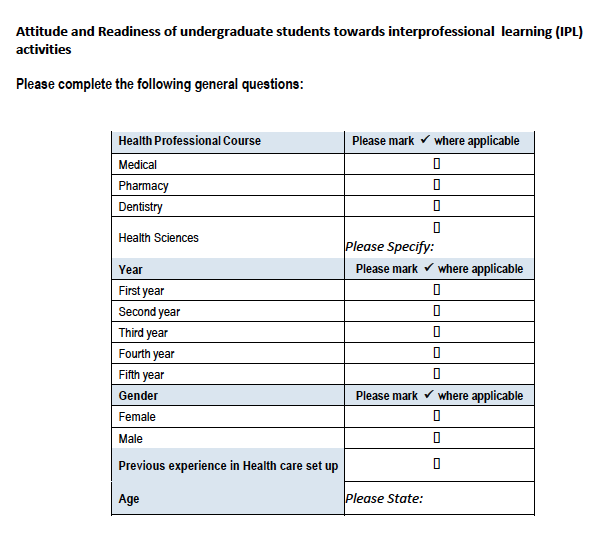 Attitude and Readiness of undergraduate students towards interprofessional learning (IPL)
activities
Please complete the following general questions:
Health Professional Course Please mark ✓ where applicable
Medical ▯
Pharmacy ▯
Dentistry ▯
Health Sciences ▯
Please Specify:
Year Please mark ✓ where applicable
First year ▯
Second year ▯
Third year ▯
Fourth year ▯
Fifth year ▯
Gender Please mark ✓ where applicable
Female ▯
Male ▯
Previous experience in Health care set up ▯
Age Please State: